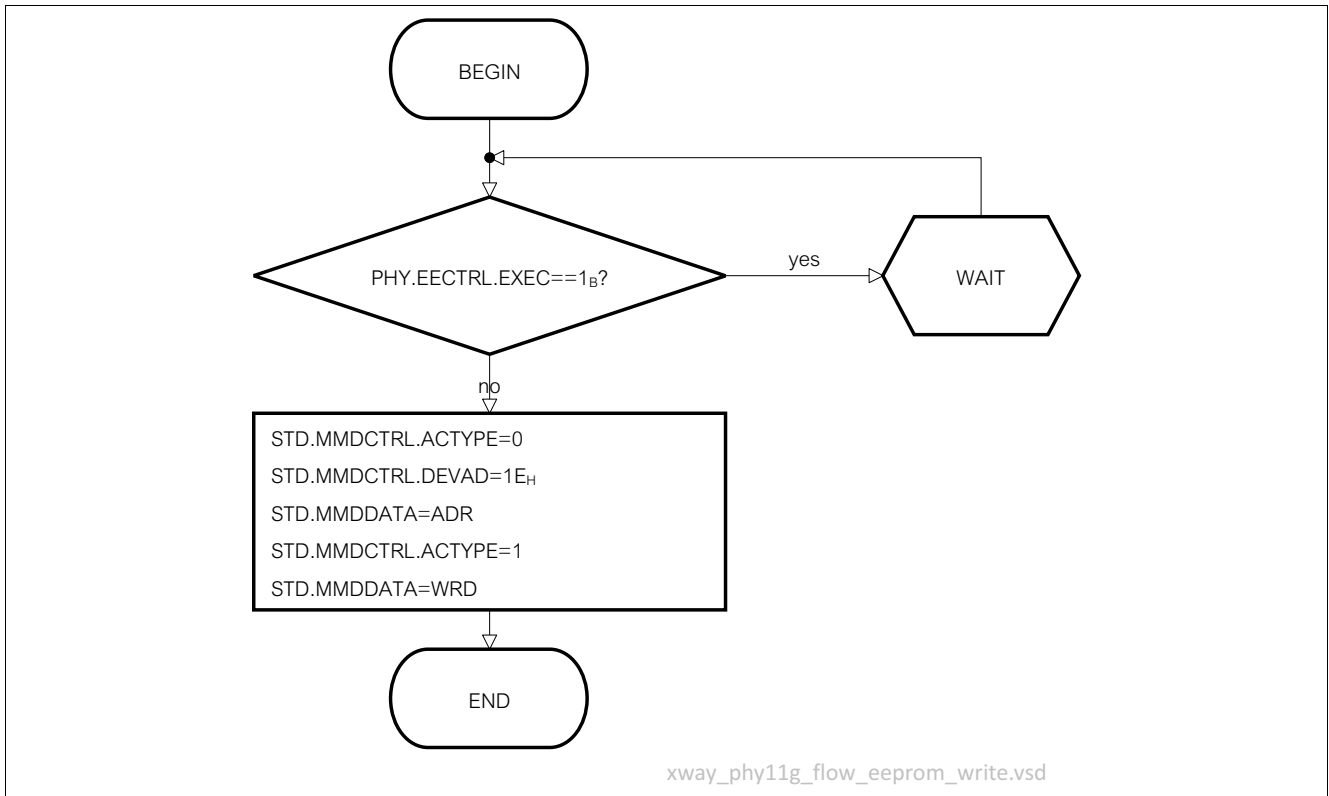 BEGIN
PHY.EECTRL.EXEC==1B?
yes
WAIT
no
STD.MMDCTRL.ACTYPE=0
STD.MMDCTRL.DEVAD=1EH
STD.MMDDATA=ADR
STD.MMDCTRL.ACTYPE=1
STD.MMDDATA=WRD
END
xway_phy11g_flow_eeprom_write.vsd